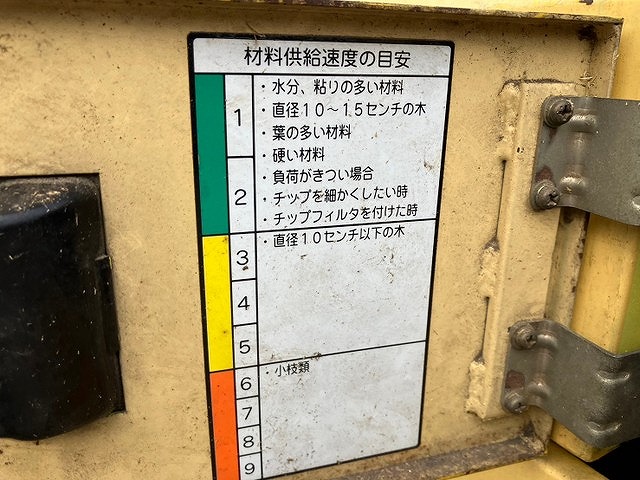 材料供給速度の目安
1
・水分、粘りの多い材料
・直径10～15センチの木
・葉の多い材料
・硬い材料
2
・負荷がきつい場合
・チップを細かくしたい時
・チップフィルタを付けた時
3
・直径10センチ以下の木
4
5
6
・小枝類
7
8
9